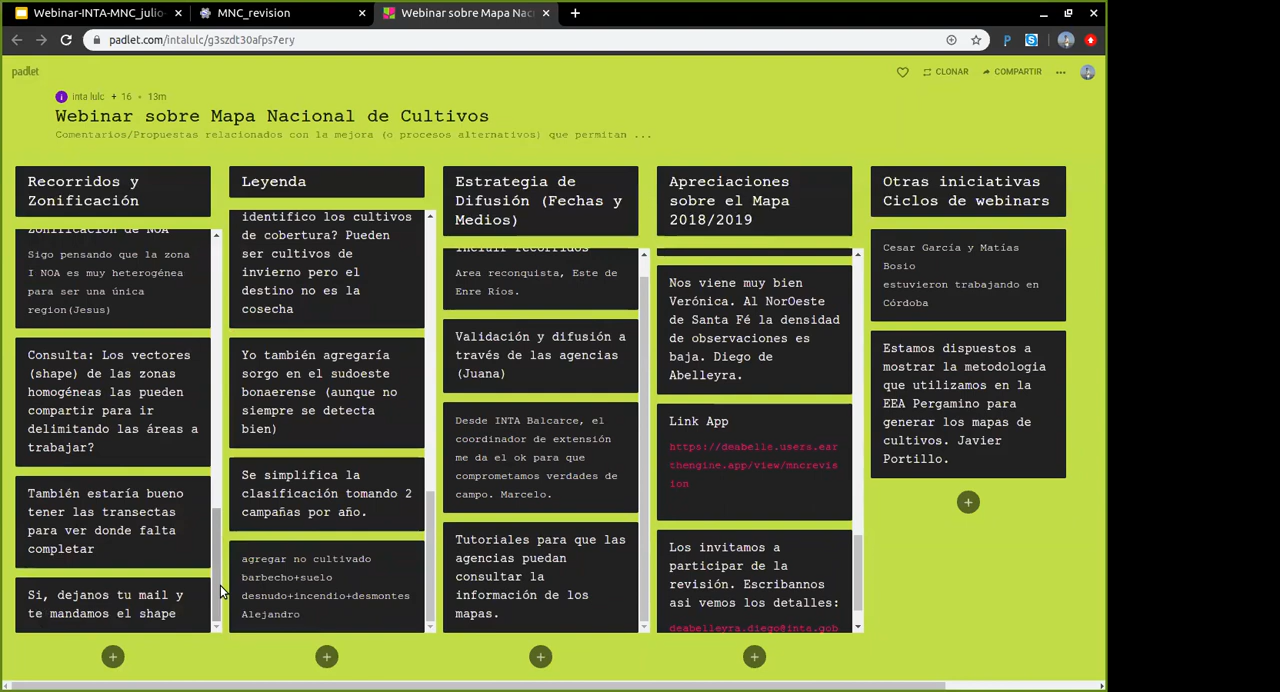 Webinar-INTA-MNC_julio-
MNC_revision
Webinar sobre Mapa Nac
padlet.com/intalulc/g3szdt30afps7ery
padlet
CLONAR
COMPARTIR
inta lulc + 16 • 13m
Webinar sobre Mapa Nacional de Cultivos
Comentarios/Propuestas relacionados con la mejora (o procesos alternativos) que permitan ...
Recorridos y
Zonificación
Zonificación de NOA
Sigo pensando que la zona
I NOA es muy heterogénea
para ser una única
region(Jesus)
Consulta: Los vectores
(shape) de las zonas
homogéneas las pueden
compartir para ir
delimitando las áreas a
trabajar?
También estaría bueno
tener las transectas
para ver donde falta
completar
Si, dejanos tu mail y
te mandamos el shape
Leyenda
identifico los cultivos
de cobertura? Pueden
ser cultivos de
invierno pero el
destino no es la
cosecha
Yo también agregaría
sorgo en el sudoeste
bonaerense (aunque no
siempre se detecta
bien)
Se simplifica la
clasificación tomando 2
campañas por año.
agregar no cultivado
barbecho+suelo
desnudo+incendio+desmontes
Alejandro
Estrategia de
Difusión (Fechas y
Medios)
incluir recorridos
Area reconquista, Este de
Enre Ríos.
Validación y difusión a
través de las agencias
(Juana)
Desde INTA Balcarce, el
coordinador de extensión
me da el ok para que
comprometamos verdades de
campo. Marcelo.
Tutoriales para que las
agencias puedan
consultar la
información de los
mapas.
Apreciaciones
sobre el Mapa
2018/2019
Nos viene muy bien
Verónica. Al NorOeste
de Santa Fé la densidad
de observaciones es
baja. Diego de
Abelleyra.
Link App
https://deabelle.users.ear
thengine.app/view/mncrevis
ion
Los invitamos a
participar de la
revisión. Escribannos
asi vemos los detalles:
deabelleyra.diego@inta.gob
Otras iniciativas
Ciclos de webinars
Cesar García y Matías
Bosio
estuvieron trabajando en
Córdoba
Estamos dispuestos a
mostrar la metodologia
que utilizamos en la
EEA Pergamino para
generar los mapas de
cultivos. Javier
Portillo.